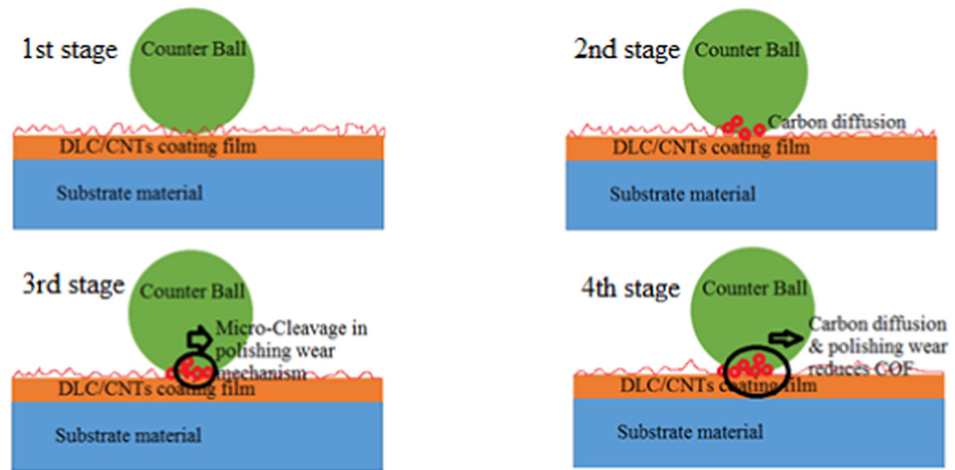 1st stage
Counter Ball
DLC/CNTs coating film
Substrate material
2nd stage
Counter Ball
Carbon diffusion
DLC/CNTs coating film
Substrate material
3rd stage
Counter Ball
Micro-Cleavage in
polishing wear
mechanism
DLC/CNTs coating film
Substrate material
4th stage
Counter Ball
Carbon diffusion
& polishing wear
reduces COF
DLC/CNTs coating film
Substrate material